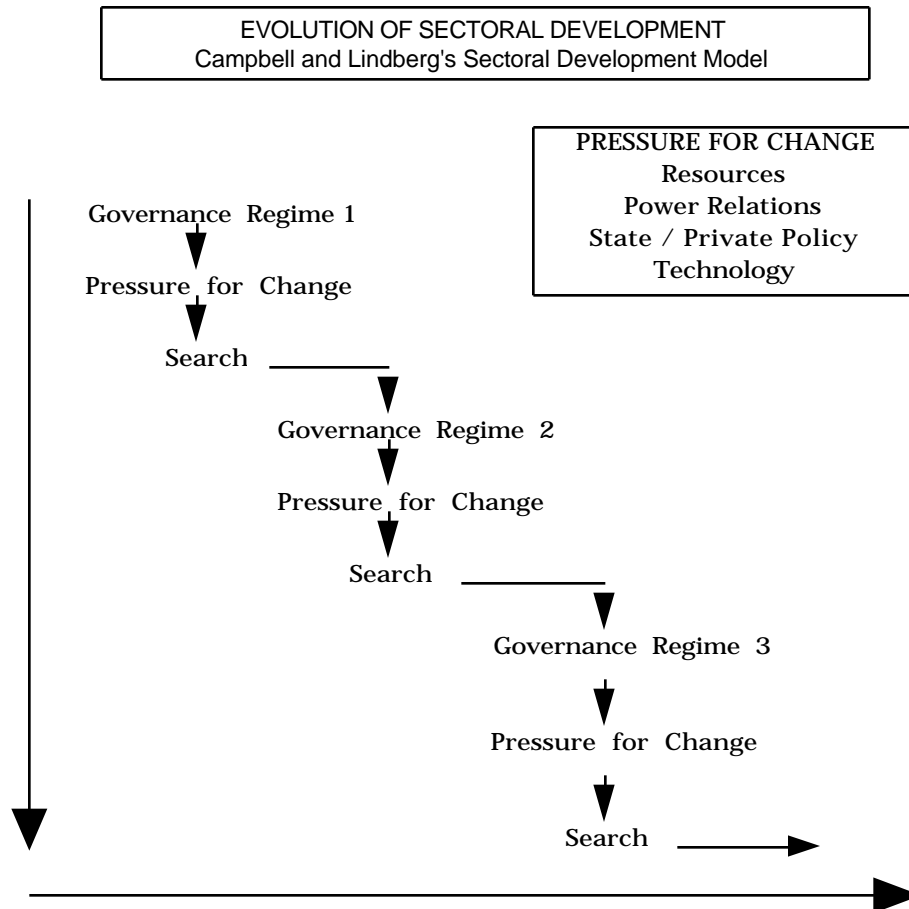 EVOLUTION OF SECTORAL DEVELOPMENT
Campbell and Lindberg's Sectoral Development Model
PRESSURE FOR CHANGE
Resources
Power Relations
State / Private Policy
Technology
Governance Regime 1
Pressure for Change
Search
Governance Regime 2
Pressure for Change
Search
Governance Regime 3
Pressure for Change
Search